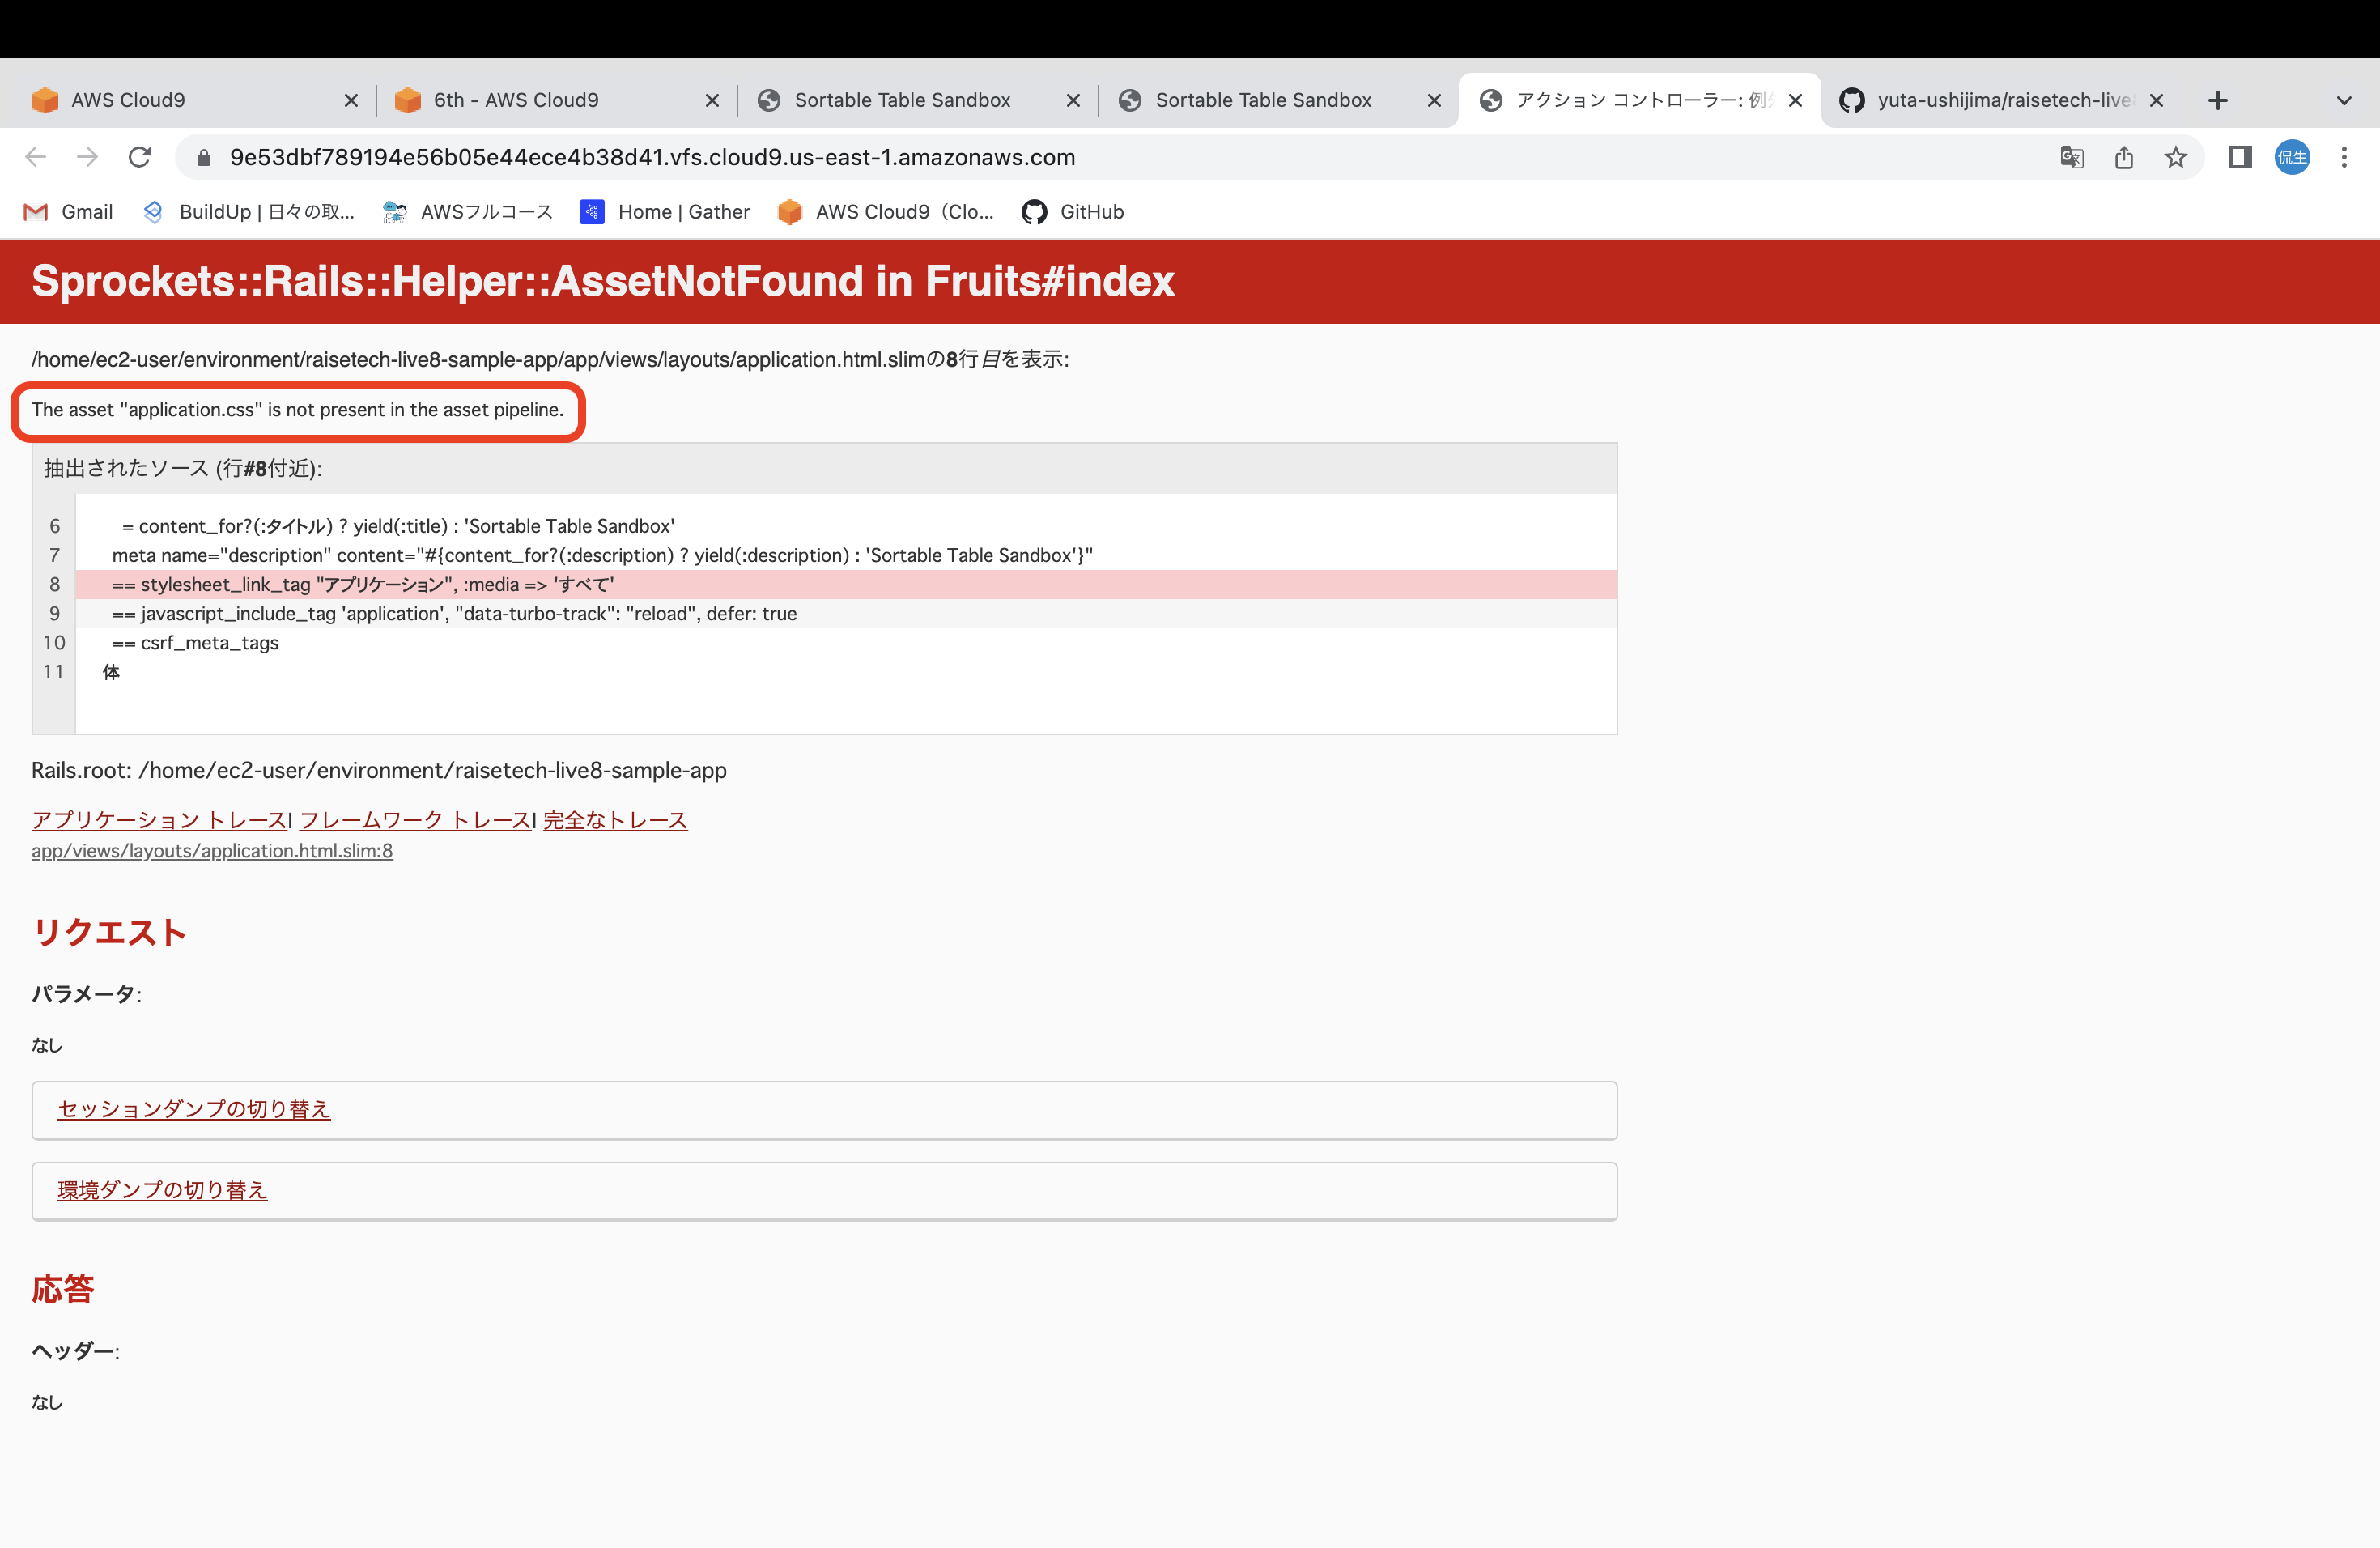 AWS Cloud9
6th - AWS Cloud9
Sortable Table Sandbox
Sortable Table Sandbox
アクション コントローラー: 例外
yuta-ushijima/raisetech-live
9e53dbf789194e56b05e44ece4b38d41.vfs.cloud9.us-east-1.amazonaws.com
侃生
Gmail
BuildUp | 日々の取...
AWSフルコース
Home | Gather
AWS Cloud9（Clo...
GitHub
Sprockets::Rails::Helper::AssetNotFound in Fruits#index
/home/ec2-user/environment/raisetech-live8-sample-app/app/views/layouts/application.html.slimの8行目を表示:
The asset "application.css" is not present in the asset pipeline.
抽出されたソース (行#8付近):
6 = content_for?(:タイトル) ? yield(:title) : 'Sortable Table Sandbox'
7 meta name="description" content="#{content_for?(:description) ? yield(:description) : 'Sortable Table Sandbox'}"
8 == stylesheet_link_tag "アプリケーション", :media => 'すべて'
9 == javascript_include_tag 'application', "data-turbo-track": "reload", defer: true
10 == csrf_meta_tags
11 体
Rails.root: /home/ec2-user/environment/raisetech-live8-sample-app
アプリケーション トレース| フレームワーク トレース| 完全なトレース
app/views/layouts/application.html.slim:8
リクエスト
パラメータ:
なし
セッションダンプの切り替え
環境ダンプの切り替え
応答
ヘッダー:
なし